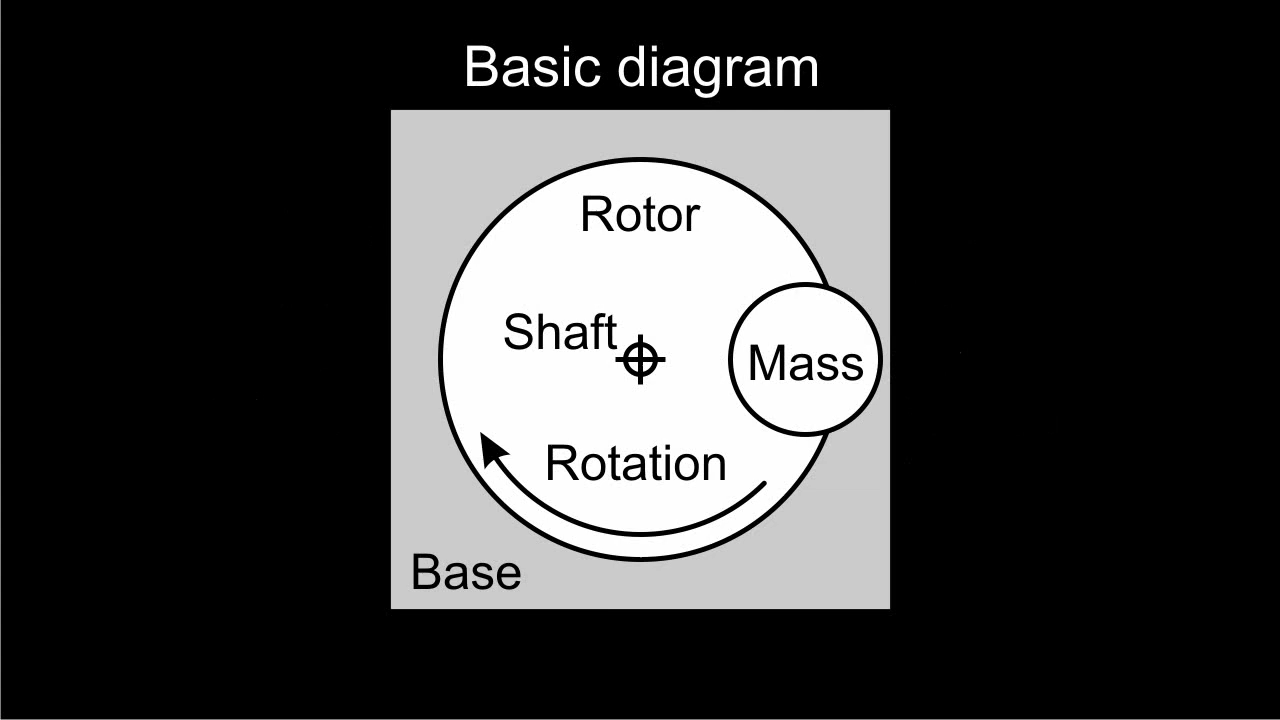 Basic diagram
Rotor
Shaft
Mass
Rotation
Base